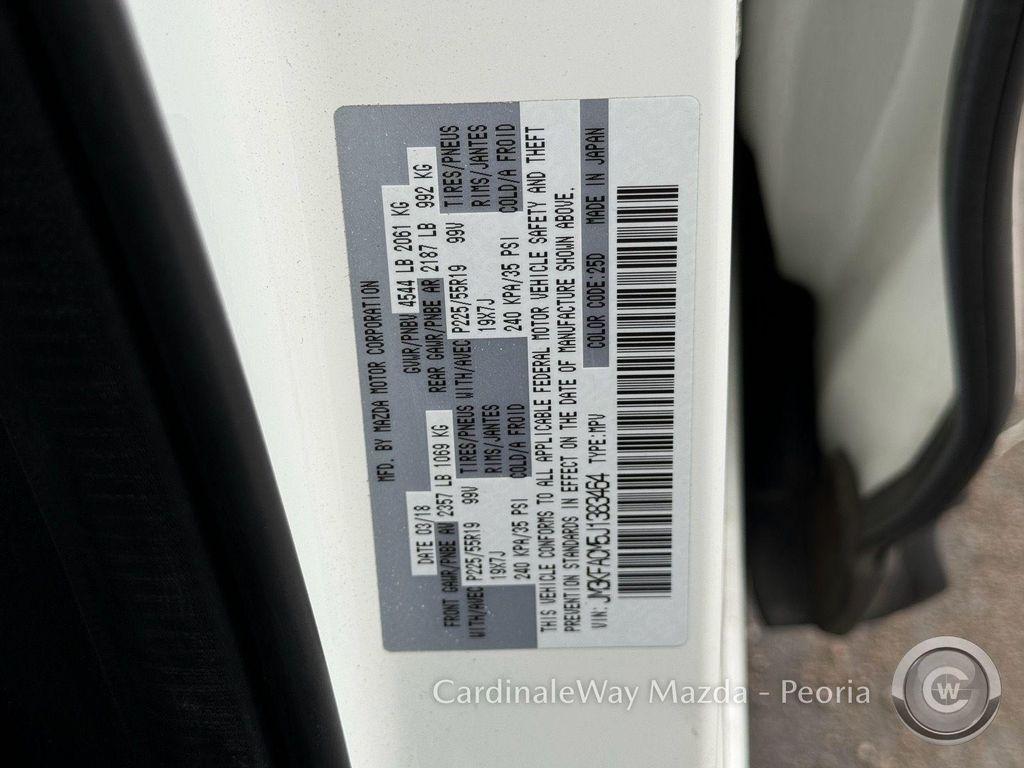 MFD. BY MAZDA MOTOR CORPORATION
DATE 03/18 GVWR/PNBV 4544 LB 2061 KG
FRONT GAWR/PNBE AV 2357 LB 1069 KG REAR GAWR/PNBE AR 2187 LB 992 KG
WITH/AVEC P225/55R19 99V TIRES/PNEUS WITH/AVEC P225/55R19 99V TIRES/PNEUS
19X7J RIMS/JANTES 19X7J RIMS/JANTES
240 KPA/35 PSI COLD/A FROID 240 KPA/35 PSI COLD/A FROID
THIS VEHICLE CONFORMS TO ALL APPLICABLE FEDERAL MOTOR VEHICLE SAFETY AND THEFT
PREVENTION STANDARDS IN EFFECT ON THE DATE OF MANUFACTURE SHOWN ABOVE.
VIN: JM3KFACM5J1383464 TYPE:MPV COLOR CODE:25D MADE IN JAPAN
CardinaleWay Mazda - Peoria
CW